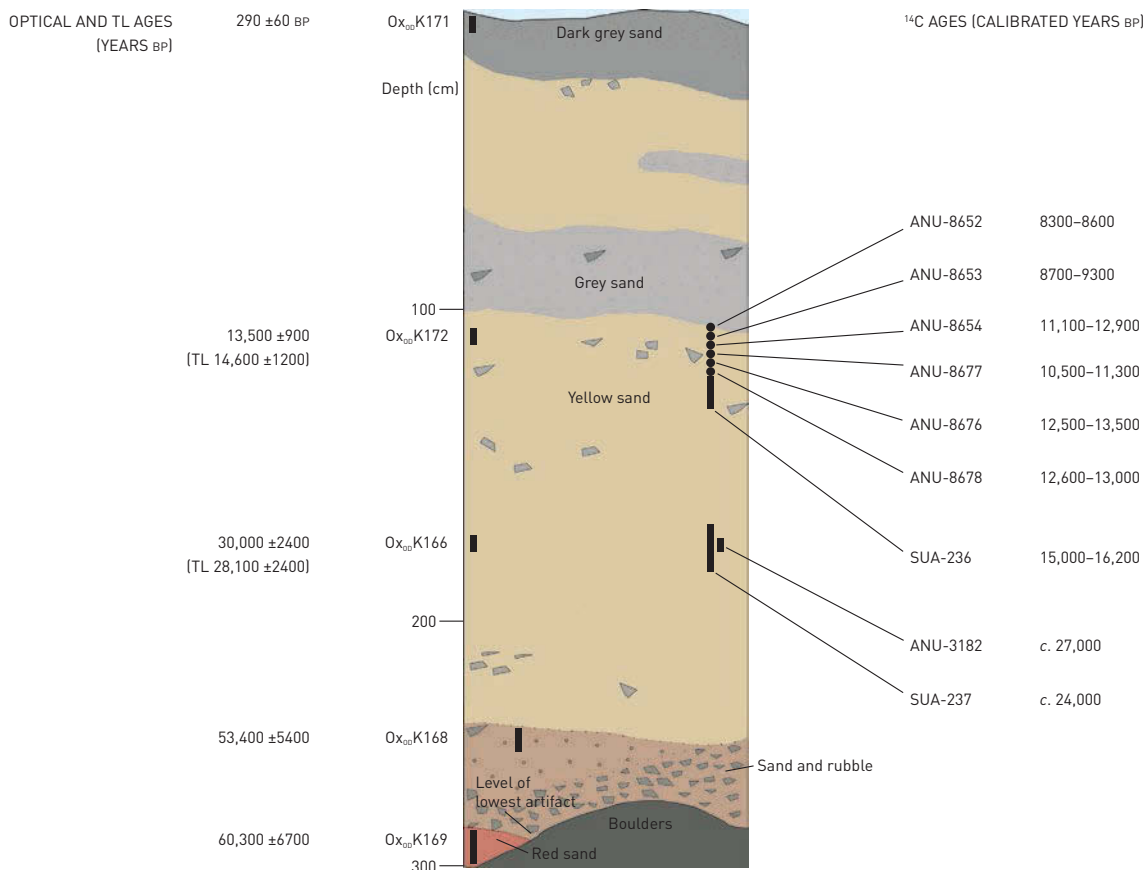 OPTICAL AND TL AGES
(YEARS BP)
290 ±60 BP
Ox₀ᴅK171
Dark grey sand
¹⁴C AGES (CALIBRATED YEARS BP)
Depth (cm)
ANU-8652 8300–8600
ANU-8653 8700–9300
Grey sand
100
13,500 ±900
(TL 14,600 ±1200)
Ox₀ᴅK172
ANU-8654 11,100–12,900
ANU-8677 10,500–11,300
Yellow sand
ANU-8676 12,500–13,500
ANU-8678 12,600–13,000
30,000 ±2400
(TL 28,100 ±2400)
Ox₀ᴅK166
SUA-236 15,000–16,200
200
ANU-3182 c. 27,000
SUA-237 c. 24,000
53,400 ±5400
Ox₀ᴅK168
Sand and rubble
Level of
lowest artifact
Boulders
60,300 ±6700
Ox₀ᴅK169
Red sand
300